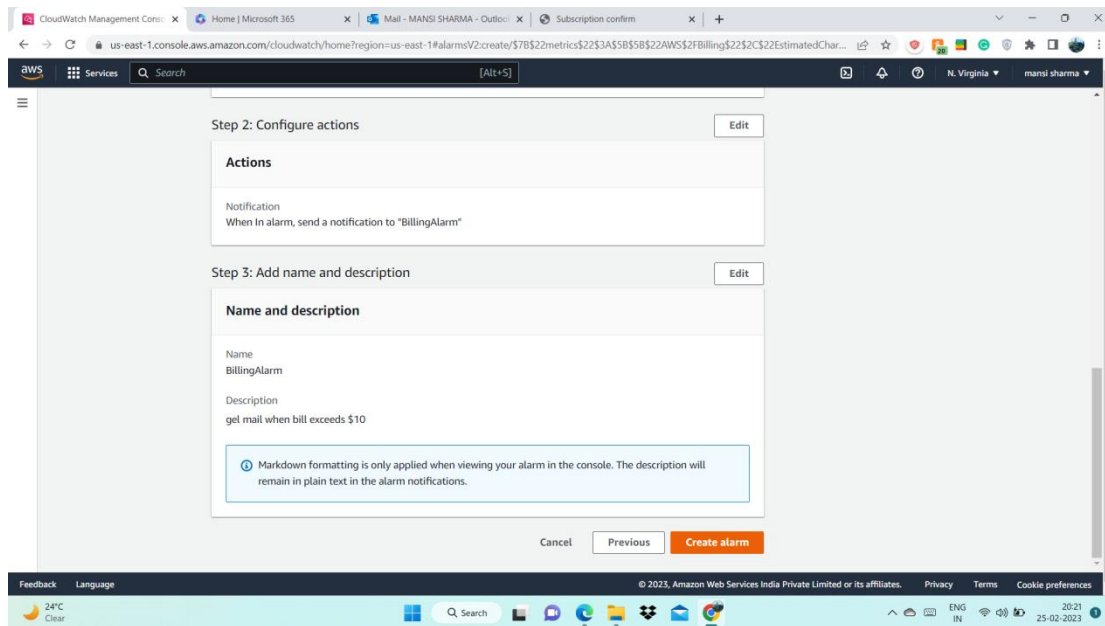 CloudWatch Management Cons
Home | Microsoft 365
Mail - MANSI SHARMA - Outloo
Subscription confirm
us-east-1.console.aws.amazon.com/cloudwatch/home?region=us-east-1#alarmsV2:create/$7B$22metrics$22$3A$5B$5B$22AWS$2FBilling$22$2C$22EstimatedChar...
20
aws
Services
Search
[Alt+S]
N. Virginia
mansi sharma
Step 2: Configure actions
Edit
Actions
Notification
When In alarm, send a notification to "BillingAlarm"
Step 3: Add name and description
Edit
Name and description
Name
BillingAlarm
Description
gel mail when bill exceeds $10
Markdown formatting is only applied when viewing your alarm in the console. The description will
remain in plain text in the alarm notifications.
Cancel
Previous
Create alarm
Feedback
Language
© 2023, Amazon Web Services India Private Limited or its affiliates.
Privacy
Terms
Cookie preferences
24°C
Clear
Search
ENG
IN
20:21
25-02-2023
1